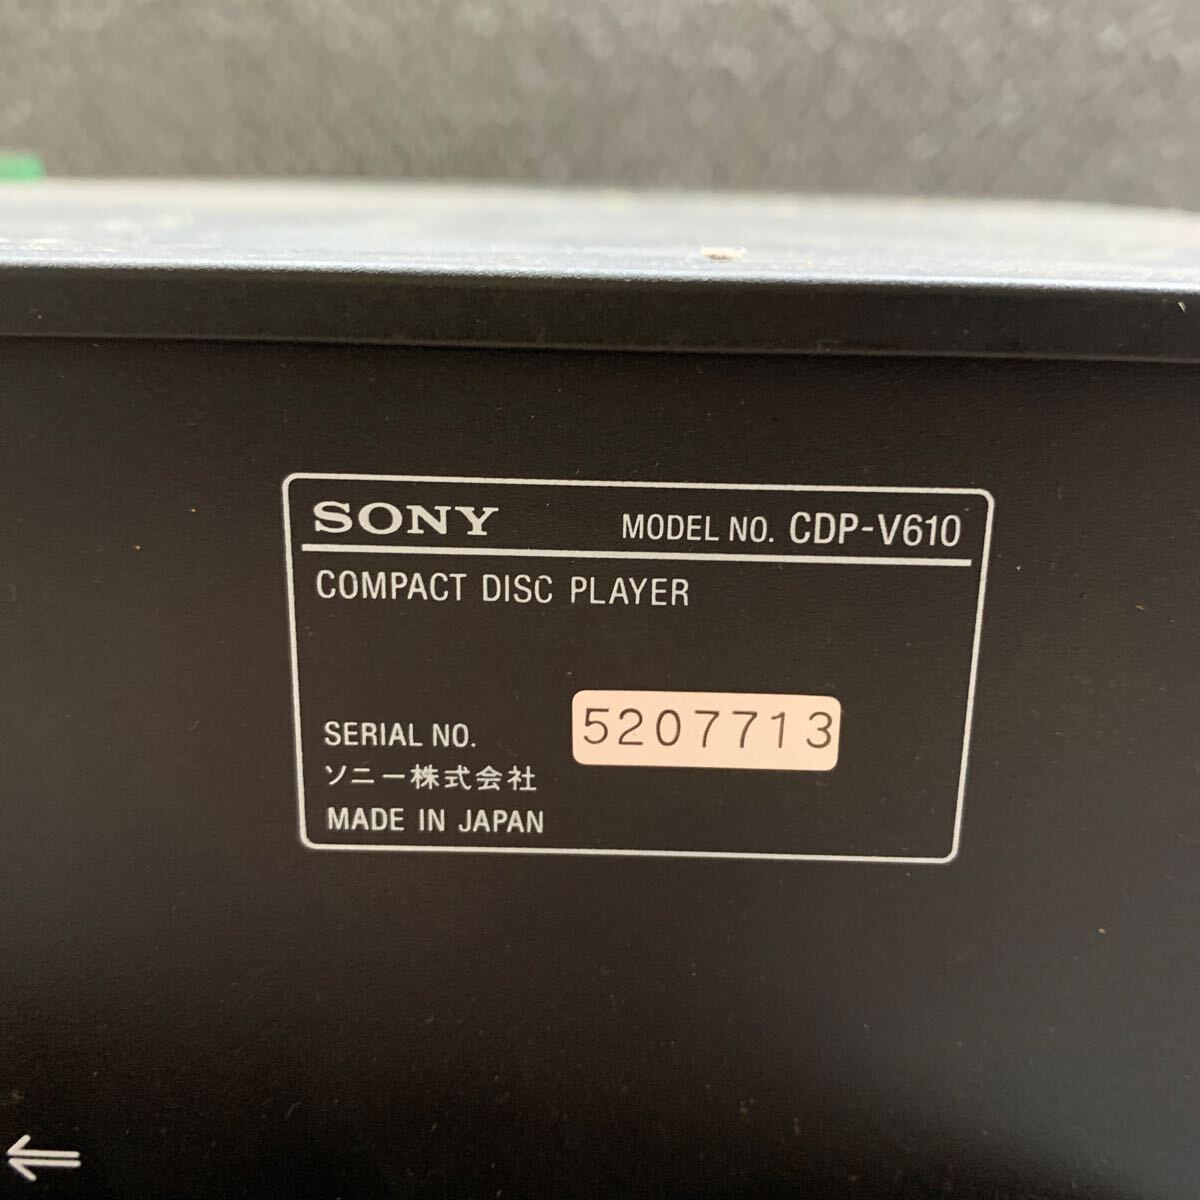 SONY MODEL NO. CDP-V610
COMPACT DISC PLAYER
SERIAL NO. 5207713
ソニー株式会社
MADE IN JAPAN